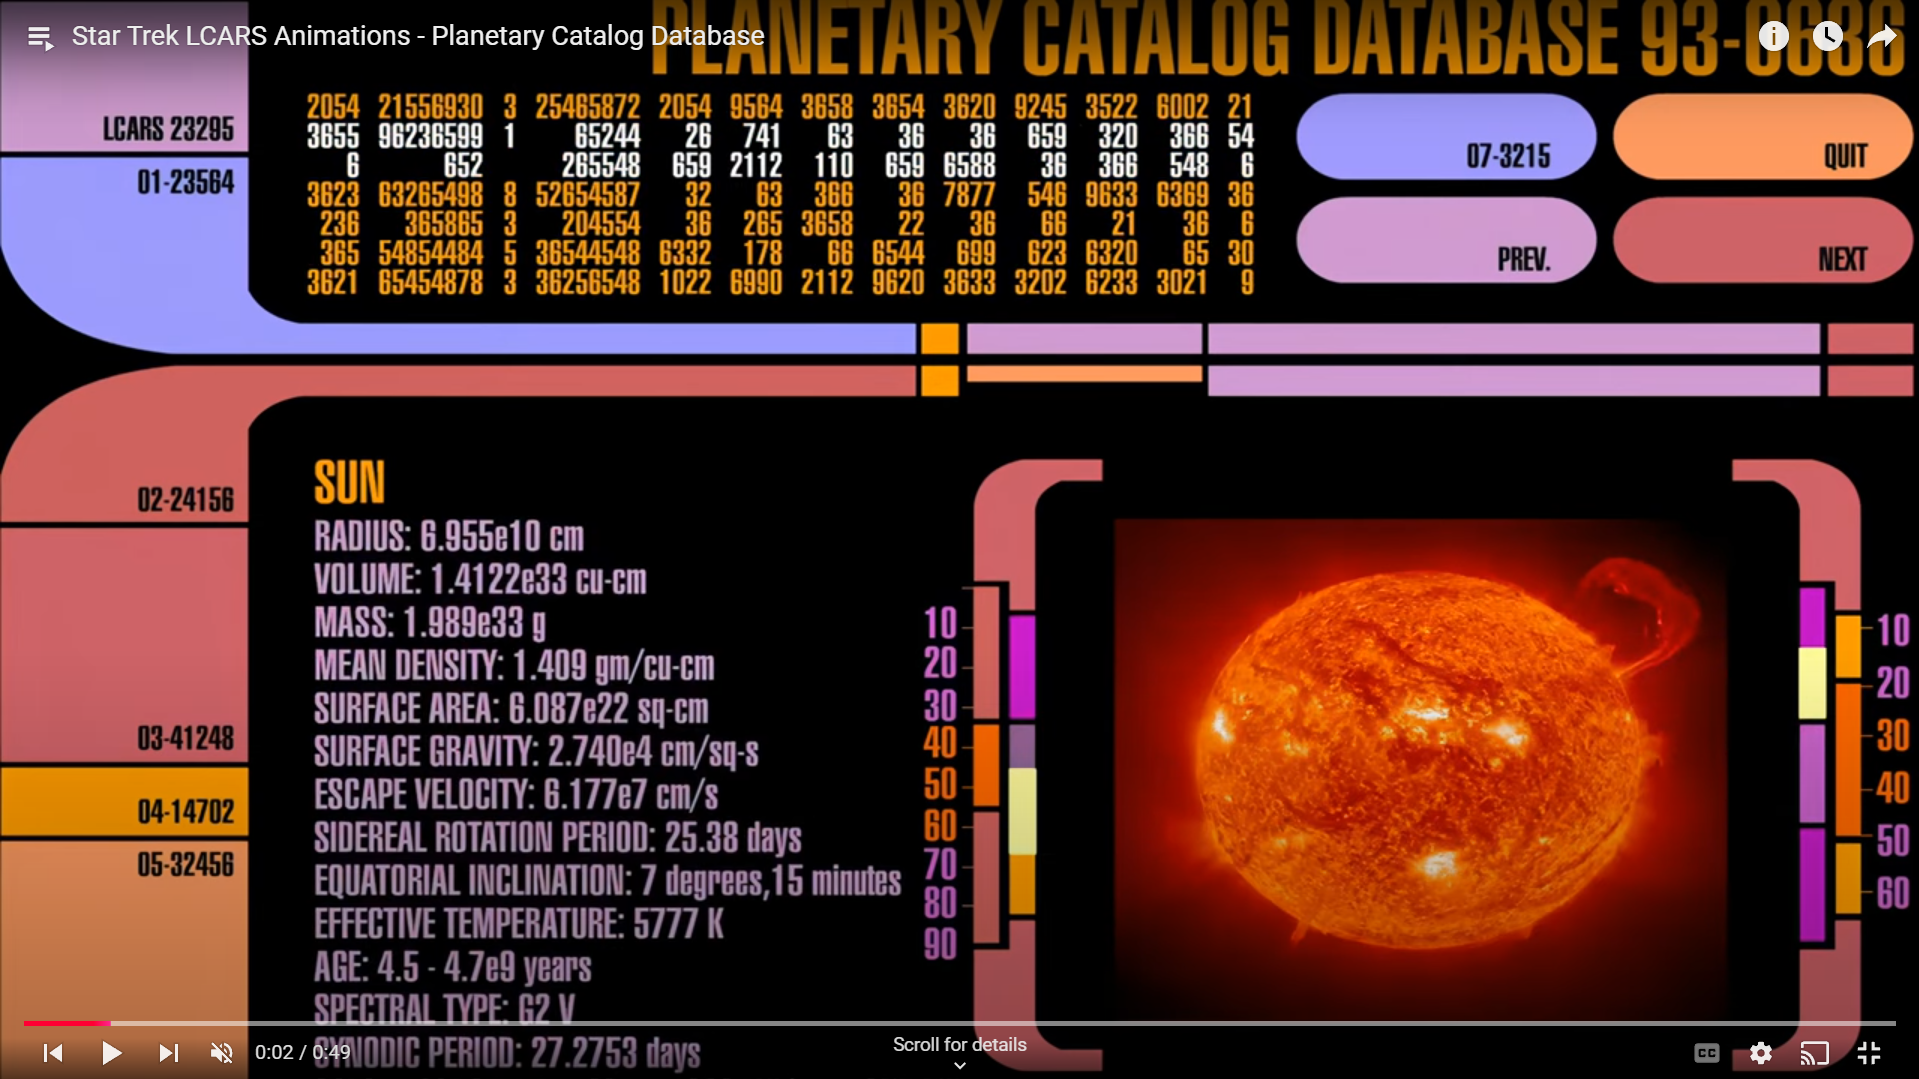 Star Trek LCARS Animations - Planetary Catalog Database
PLANETARY CATALOG DATABASE 93-0636
LCARS 23295
01-23564
2054 21556930 3 25465872 2054 9564 3658 3654 3620 9245 3522 6002 21
3655 96236599 1 65244 26 741 63 36 36 659 320 366 54
6 652 265548 659 2112 110 659 6588 36 366 548 6
3623 63265498 8 52654587 32 63 366 36 7877 546 9633 6369 36
236 365865 3 204554 36 265 3658 22 36 66 21 36 6
365 54854484 5 36544548 6332 178 66 6544 699 623 6320 65 30
3621 65454878 3 36256548 1022 6990 2112 9620 3633 3202 6233 3021 9
07-3215
QUIT
PREV.
NEXT
02-24156
03-41248
04-14702
05-32456
SUN
RADIUS: 6.955e10 cm
VOLUME: 1.4122e33 cu-cm
MASS: 1.989e33 g
MEAN DENSITY: 1.409 gm/cu-cm
SURFACE AREA: 6.087e22 sq-cm
SURFACE GRAVITY: 2.740e4 cm/sq-s
ESCAPE VELOCITY: 6.177e7 cm/s
SIDEREAL ROTATION PERIOD: 25.38 days
EQUATORIAL INCLINATION: 7 degrees,15 minutes
EFFECTIVE TEMPERATURE: 5777 K
AGE: 4.5 - 4.7e9 years
SPECTRAL TYPE: G2 V
SYNODIC PERIOD: 27.2753 days
10
20
30
40
50
60
70
80
90
10
20
30
40
50
60
0:02 / 0:49
Scroll for details
CC